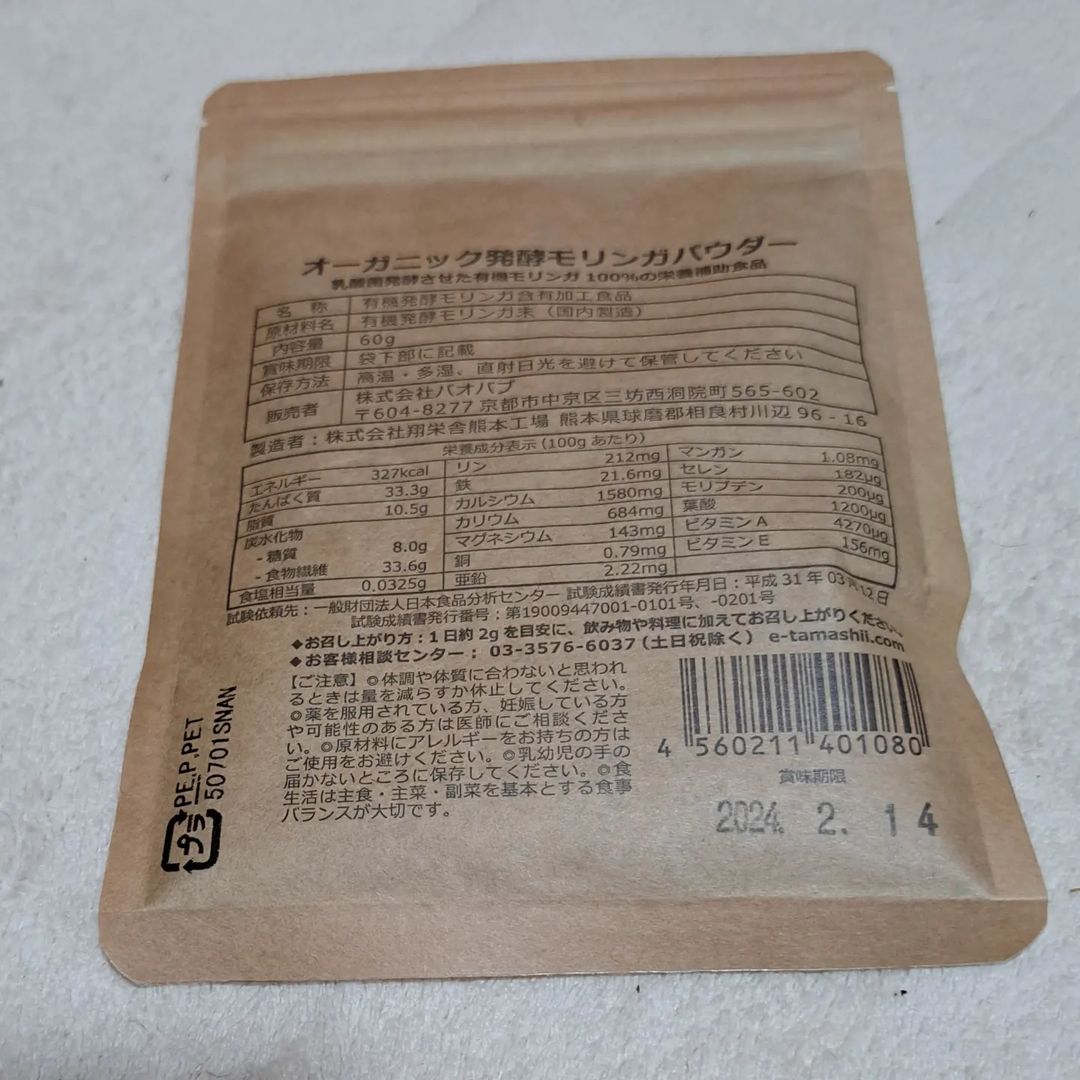 オーガニック発酵モリンガパウダー
乳酸菌発酵させた有機モリンガ 100%の栄養補助食品
名　称 有機発酵モリンガ含有加工食品
原材料名 有機発酵モリンガ末（国内製造）
内容量 60g
賞味期限 袋下部に記載
保存方法 高温・多湿、直射日光を避けて保管してください
販売者 株式会社バオバブ
〒604-8277 京都市中京区三坊西洞院町565-602
製造者：株式会社翔栄舎熊本工場 熊本県球磨郡相良村川辺 96 - 16
栄養成分表示（100g あたり）
エネルギー 327kcal
たんぱく質 33.3g
脂質 10.5g
炭水化物
- 糖質 8.0g
- 食物繊維 33.6g
食塩相当量 0.0325g
リン 212mg
鉄 21.6mg
カルシウム 1580mg
カリウム 684mg
マグネシウム 143mg
銅 0.79mg
亜鉛 2.22mg
マンガン 1.08mg
セレン 182μg
モリブデン 200μg
葉酸 1200μg
ビタミンA 4270μg
ビタミンE 156mg
試験依頼先：一般財団法人日本食品分析センター 試験成績書発行年月日：平成 31 年 03月12日
試験成績書発行番号：第19009447001-0101号、-0201号
◆お召し上がり方：1日約 2g を目安に、飲み物や料理に加えてお召し上がりください。
◆お客様相談センター： 03-3576-6037（土日祝除く） e-tamashii.com
【ご注意】◎体調や体質に合わないと思われ
るときは量を減らすか休止してください。
◎薬を服用されている方、妊娠している方
や可能性のある方は医師にご相談くださ
い。◎原材料にアレルギーをお持ちの方は
ご使用をお避けください。◎乳幼児の手の
届かないところに保存してください。◎食
生活は主食・主菜・副菜を基本とする食事
バランスが大切です。
4 560211 401080
賞味期限
2024. 2. 14
プラ
PE.P.PET
50701SNAN